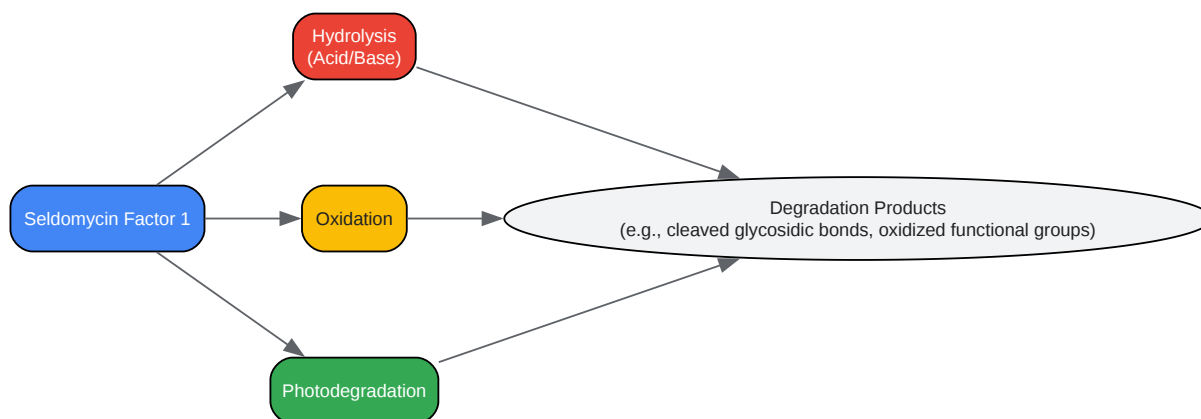 Hydrolysis
(Acid/Base)
Seldomycin Factor 1
Oxidation
Degradation Products
(e.g., cleaved glycosidic bonds, oxidized functional groups)
Photodegradation